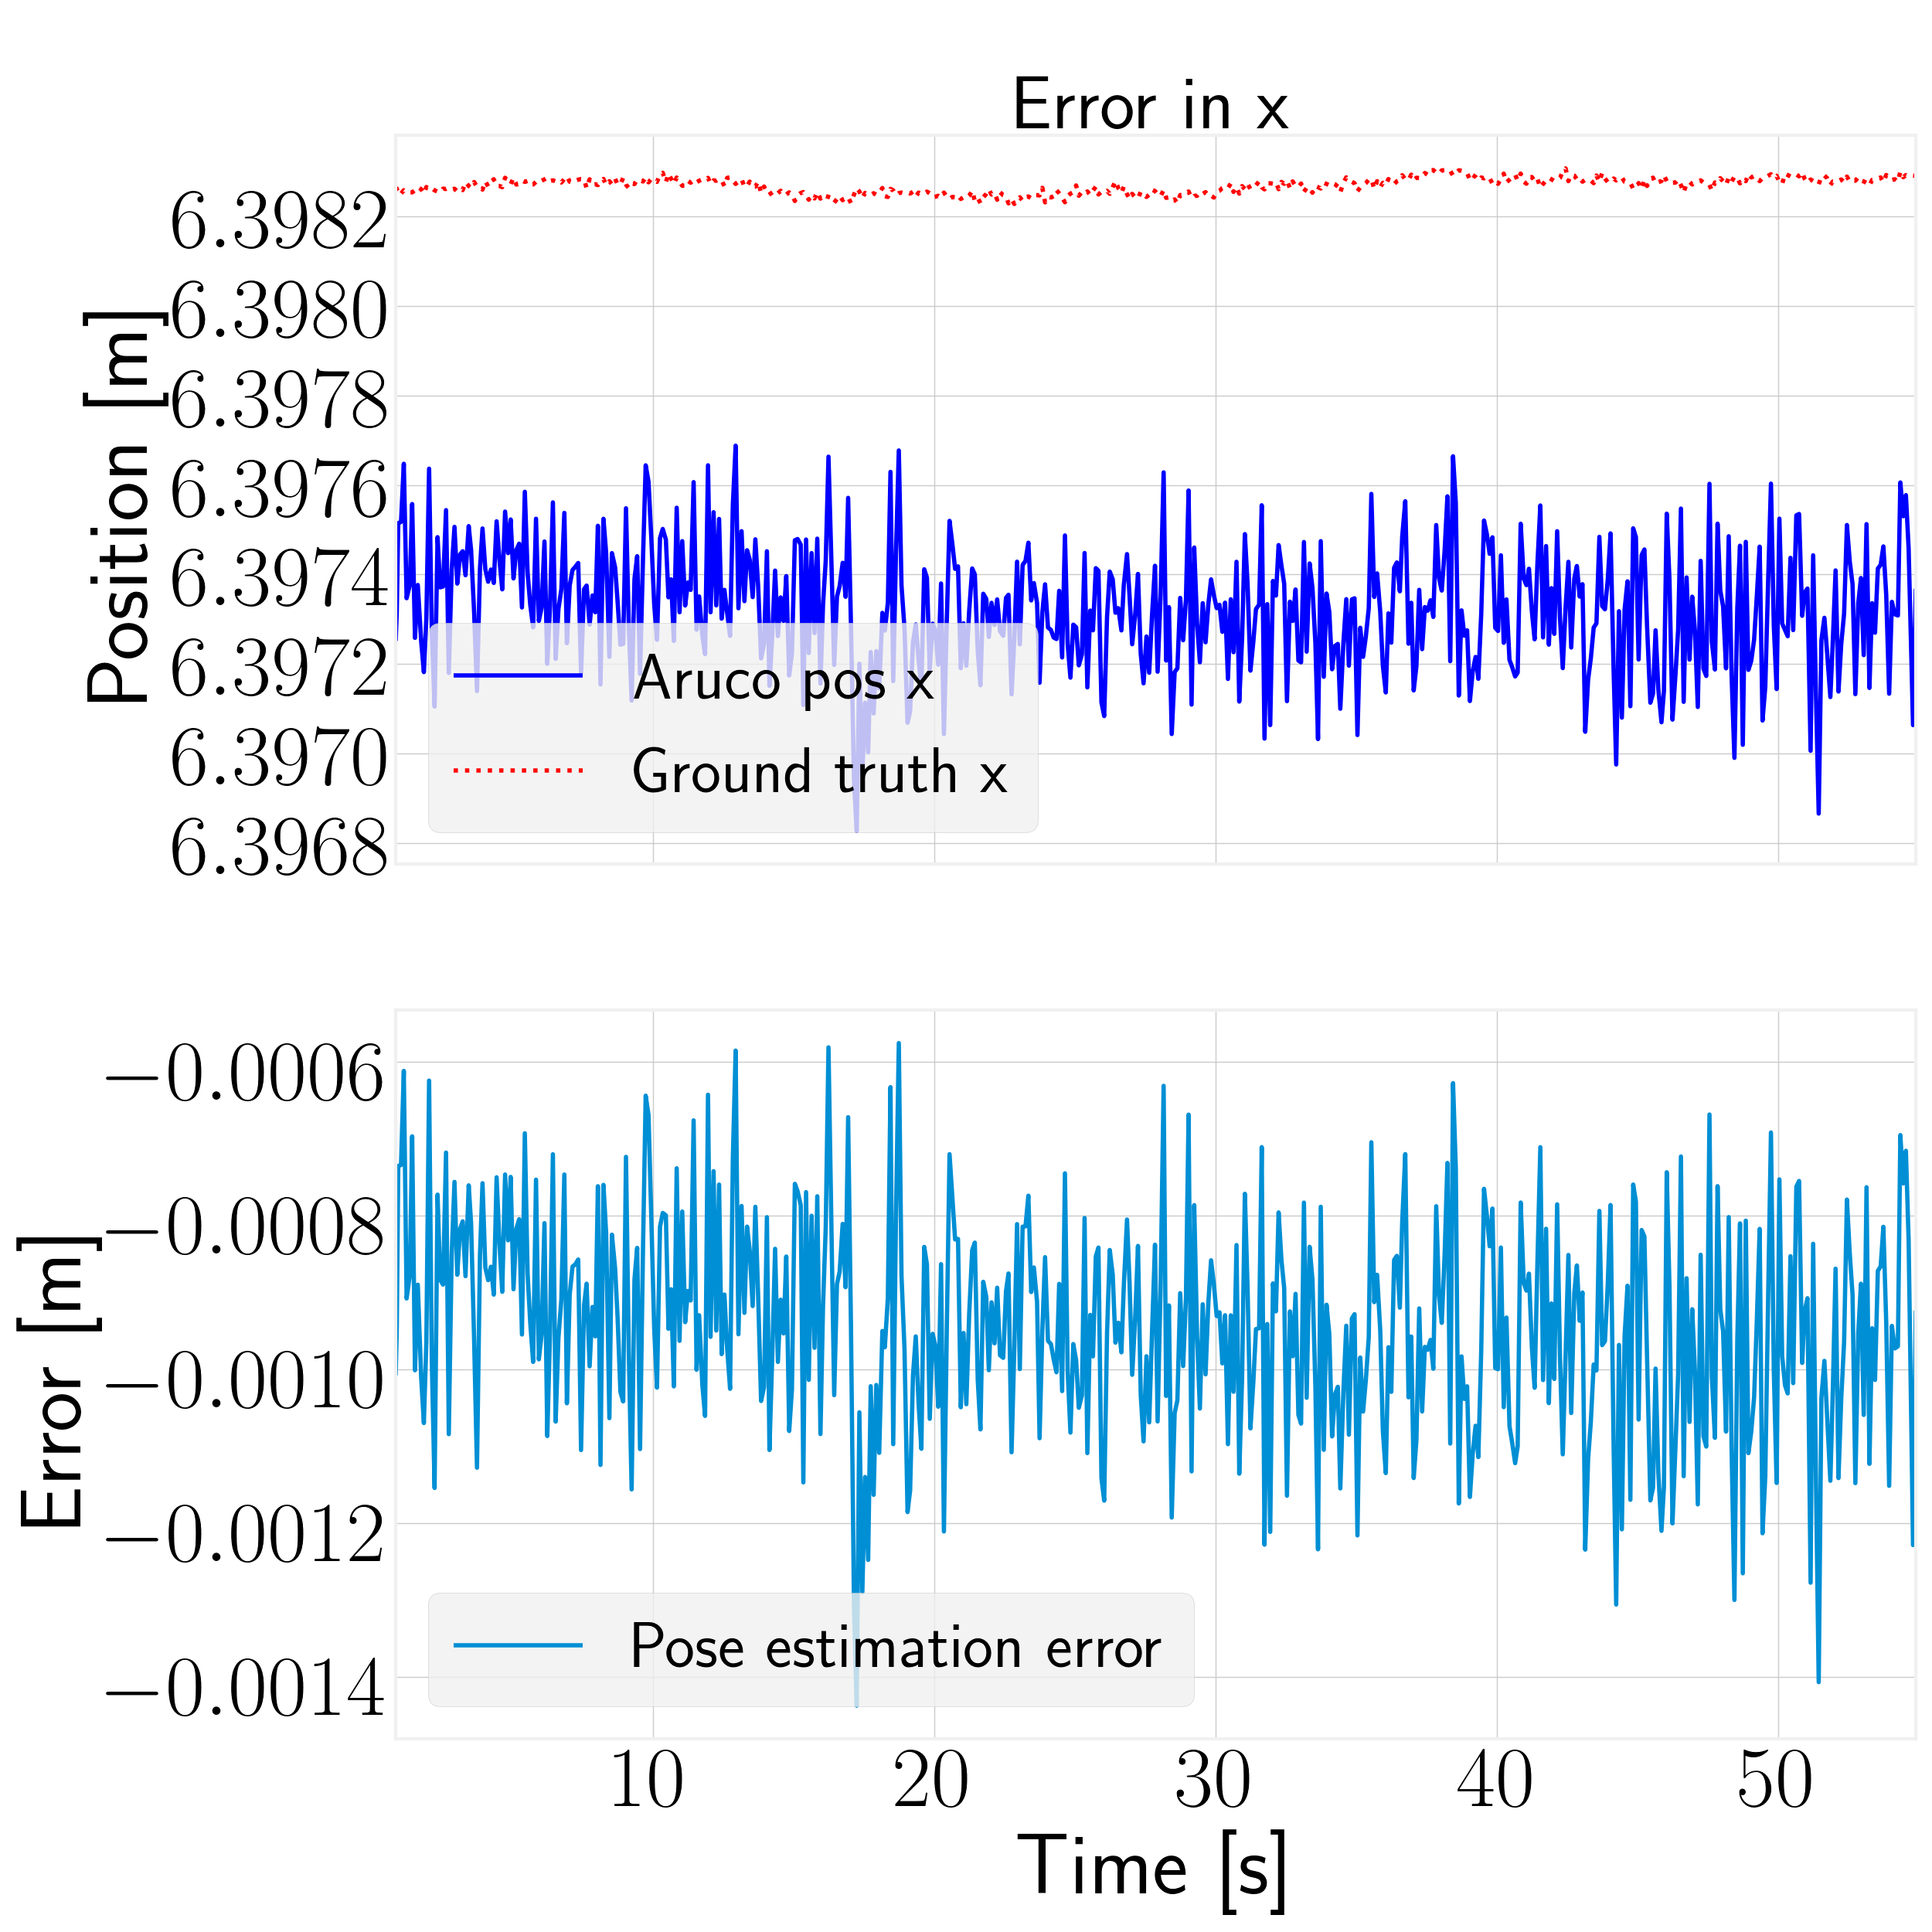 Error in x
Position [m]
6.3982
6.3980
6.3978
6.3976
6.3974
6.3972
6.3970
6.3968
Aruco pos x
Ground truth x
Error [m]
−0.0006
−0.0008
−0.0010
−0.0012
−0.0014
Pose estimation error
10 20 30 40 50
Time [s]